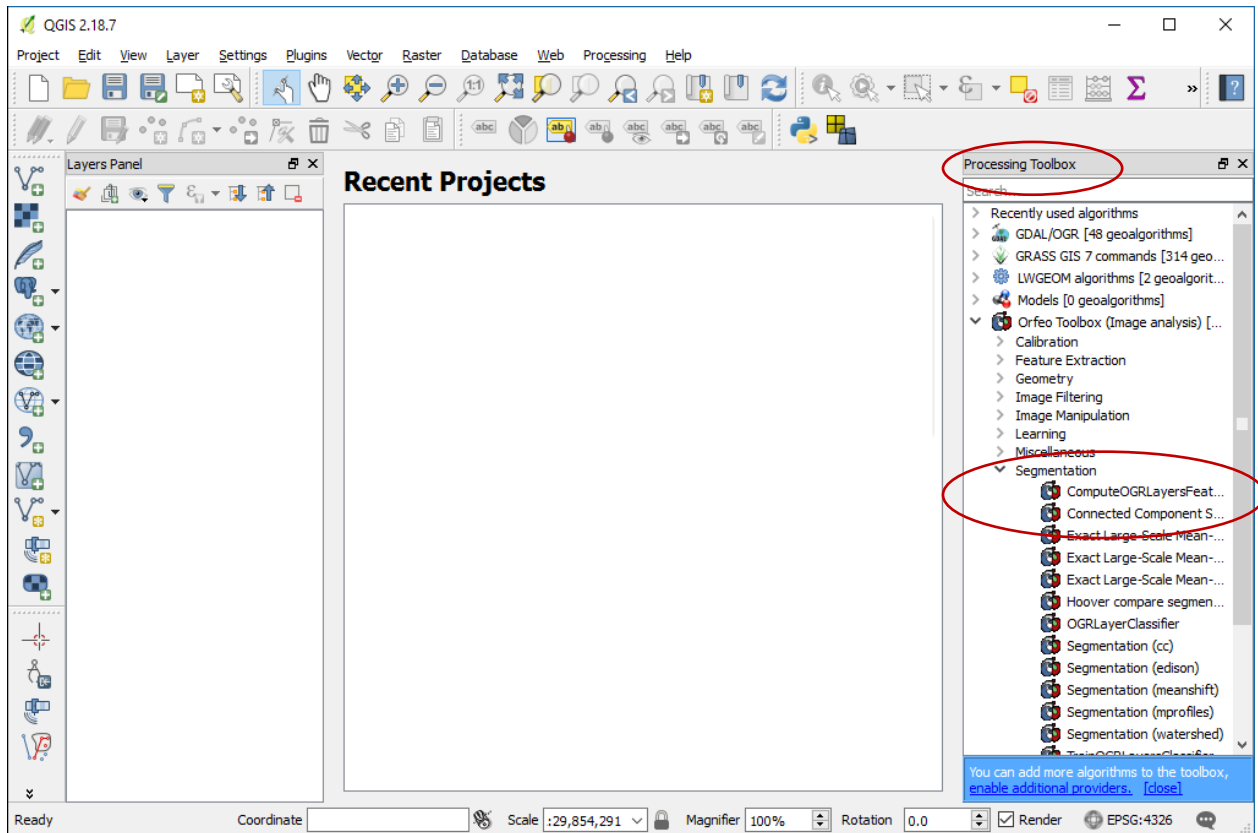 QGIS 2.18.7
Project Edit View Layer Settings Plugins Vector Raster Database Web Processing Help
Layers Panel
Recent Projects
Processing Toolbox
Search...
Recently used algorithms
GDAL/OGR [48 geoalgorithms]
GRASS GIS 7 commands [314 geo...
LWGEOM algorithms [2 geoalgorit...
Models [0 geoalgorithms]
Orfeo Toolbox (Image analysis) [...
Calibration
Feature Extraction
Geometry
Image Filtering
Image Manipulation
Learning
Miscellaneous
Segmentation
ComputeOGRLayersFeat...
Connected Component S...
Exact Large-Scale Mean-...
Exact Large-Scale Mean-...
Exact Large-Scale Mean-...
Hoover compare segmen...
OGRLayerClassifier
Segmentation (cc)
Segmentation (edison)
Segmentation (meanshift)
Segmentation (mprofiles)
Segmentation (watershed)
TrainOGRLayersClassifier
You can add more algorithms to the toolbox,
enable additional providers. [close]
Ready Coordinate Scale :29,854,291 Magnifier 100% Rotation 0.0 Render EPSG:4326